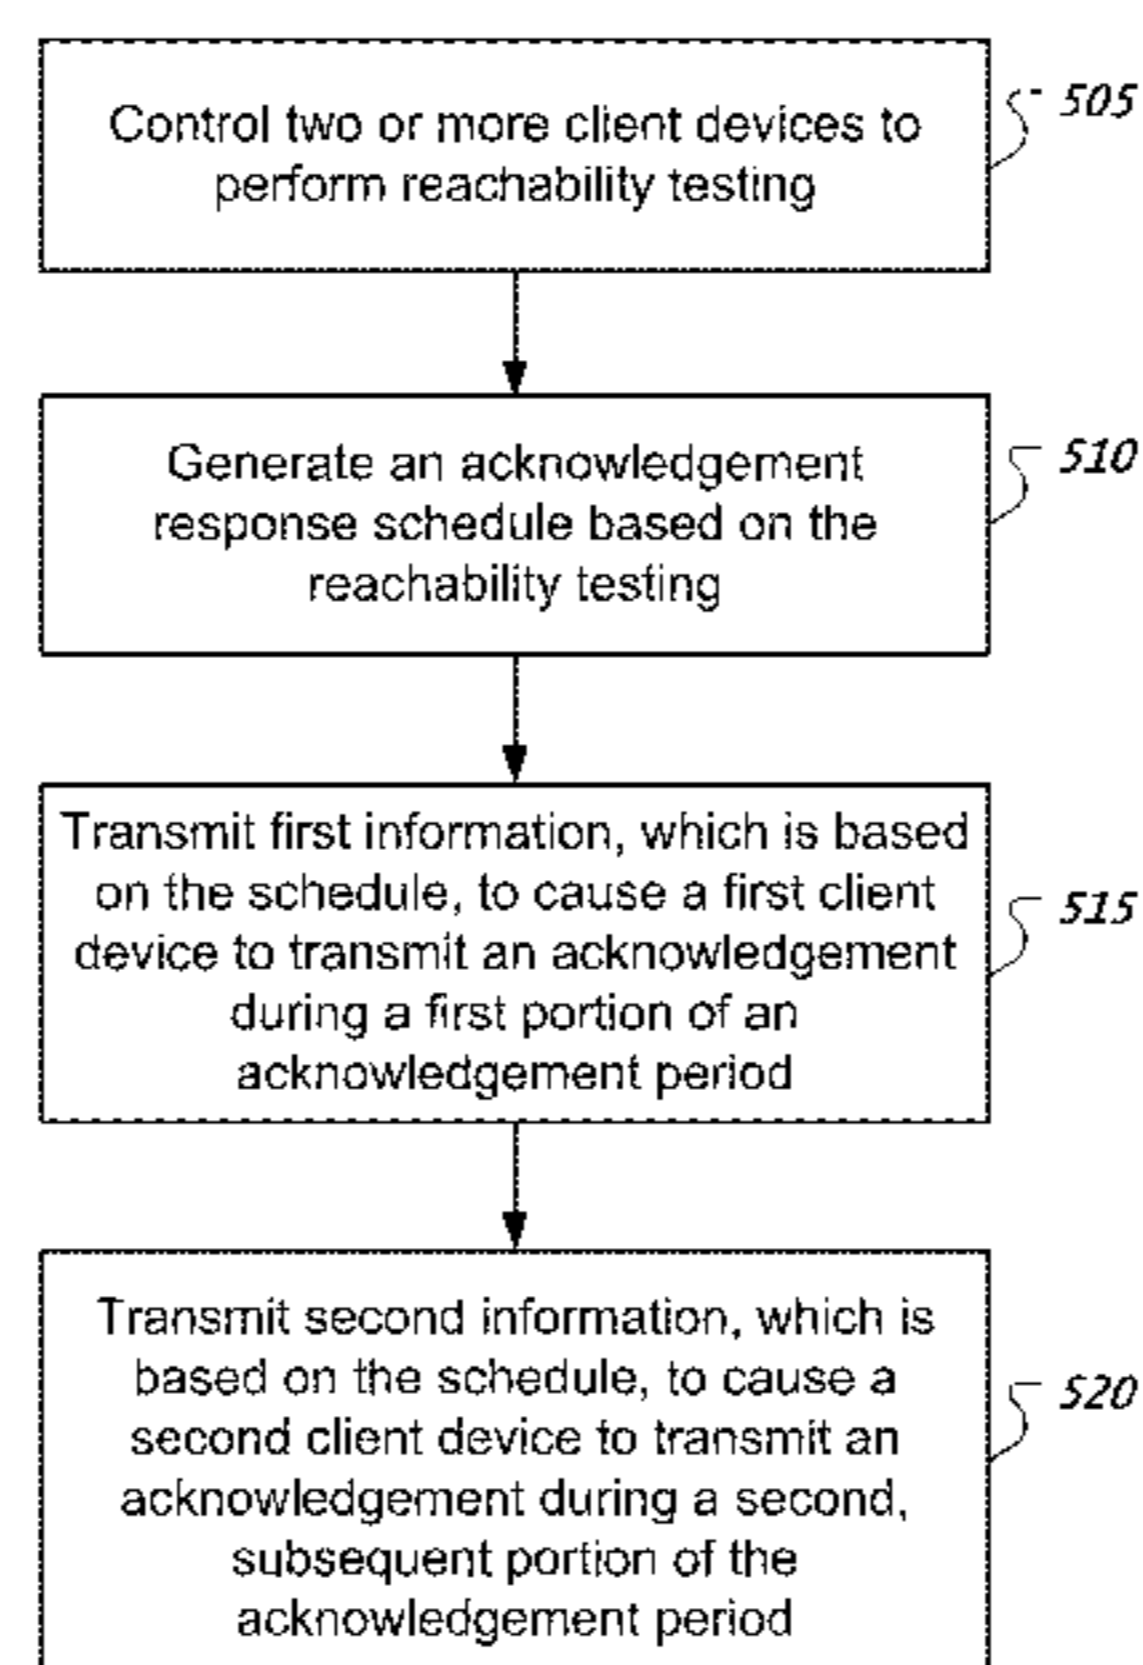 Control two or more client devices to
perform reachability testing
505
Generate an acknowledgement
response schedule based on the
reachability testing
510
Transmit first information, which is based
on the schedule, to cause a first client
device to transmit an acknowledgement
during a first portion of an
acknowledgement period
515
Transmit second information, which is
based on the schedule, to cause a
second client device to transmit an
acknowledgement during a second,
subsequent portion of the
acknowledgement period
520